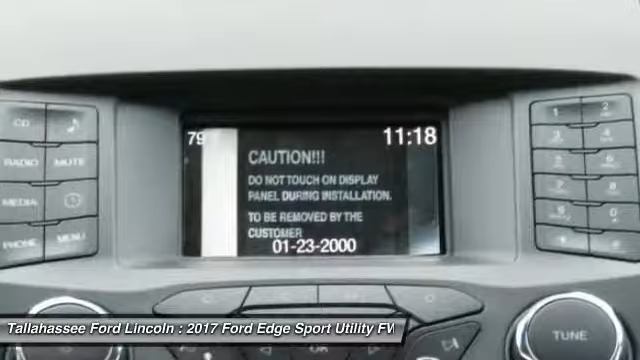 CD
RADIO MUTE
MEDIA
PHONE MENU
79°
11:18
CAUTION!!!
DO NOT TOUCH ON DISPLAY
PANEL DURING INSTALLATION.
TO BE REMOVED BY THE
CUSTOMER
01-23-2000
1 2
3 4
5 6
7 8
9 0
* #
OK
TUNE
Tallahassee Ford Lincoln : 2017 Ford Edge Sport Utility FW